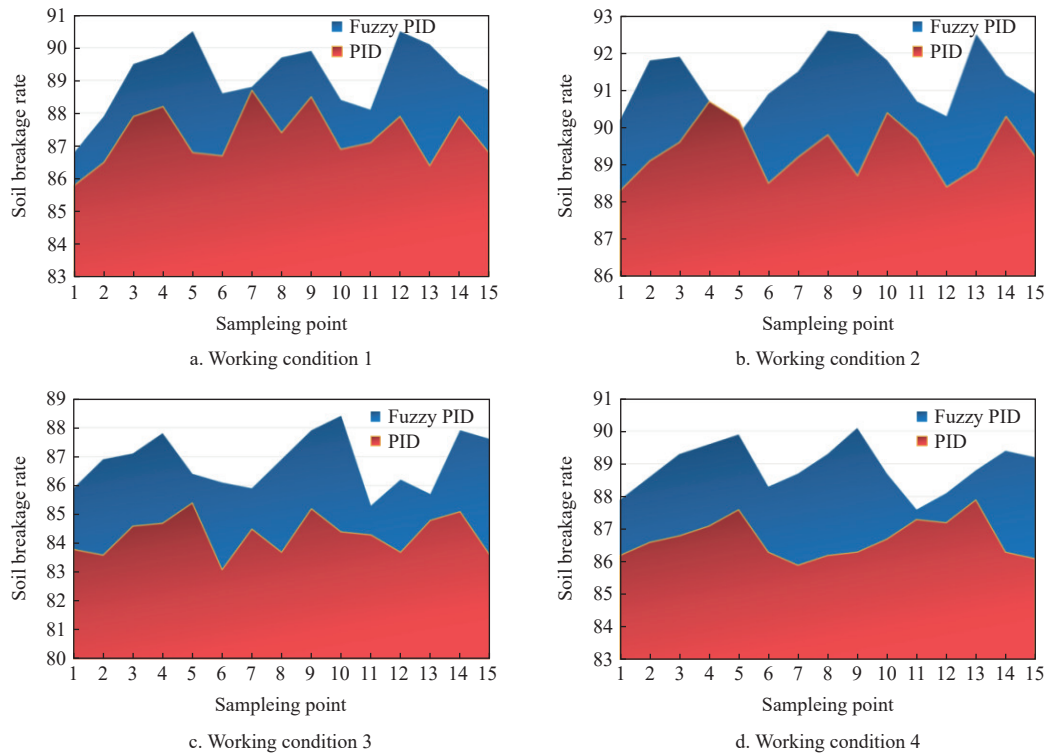 91
90
89
88
87
86
85
84
83
Soil breakage rate
Fuzzy PID
PID
1 2 3 4 5 6 7 8 9 10 11 12 13 14 15
Sampleing point
a. Working condition 1
93
92
91
90
89
88
87
86
Soil breakage rate
Fuzzy PID
PID
1 2 3 4 5 6 7 8 9 10 11 12 13 14 15
Sampleing point
b. Working condition 2
89
88
87
86
85
84
83
82
81
80
Soil breakage rate
Fuzzy PID
PID
1 2 3 4 5 6 7 8 9 10 11 12 13 14 15
Sampleing point
c. Working condition 3
91
90
89
88
87
86
85
84
83
Soil breakage rate
Fuzzy PID
PID
1 2 3 4 5 6 7 8 9 10 11 12 13 14 15
Sampleing point
d. Working condition 4